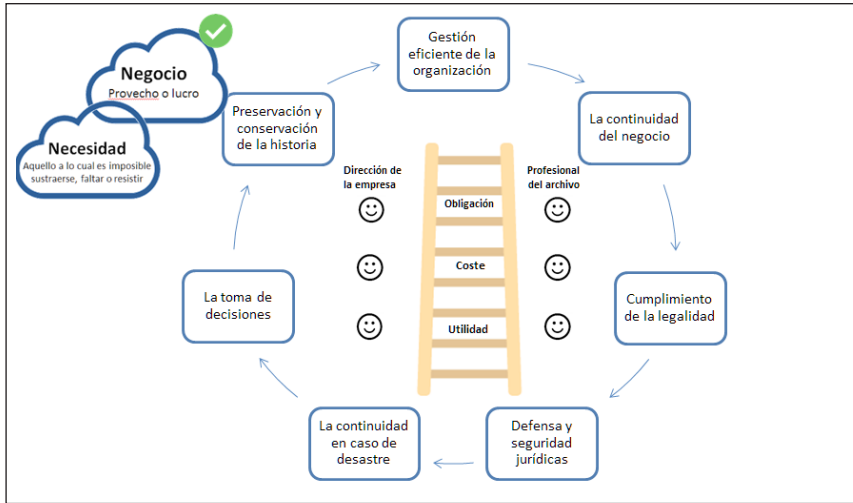 Negocio
Provecho o lucro
Necesidad
Aquello a lo cual es imposible
sustraerse, faltar o resistir
Gestión
eficiente de la
organización
La continuidad
del negocio
Cumplimiento
de la legalidad
Defensa y
seguridad
jurídicas
La continuidad
en caso de
desastre
La toma de
decisiones
Preservación y
conservación
de la historia
Dirección de
la empresa
Profesional
del archivo
Obligación
Coste
Utilidad